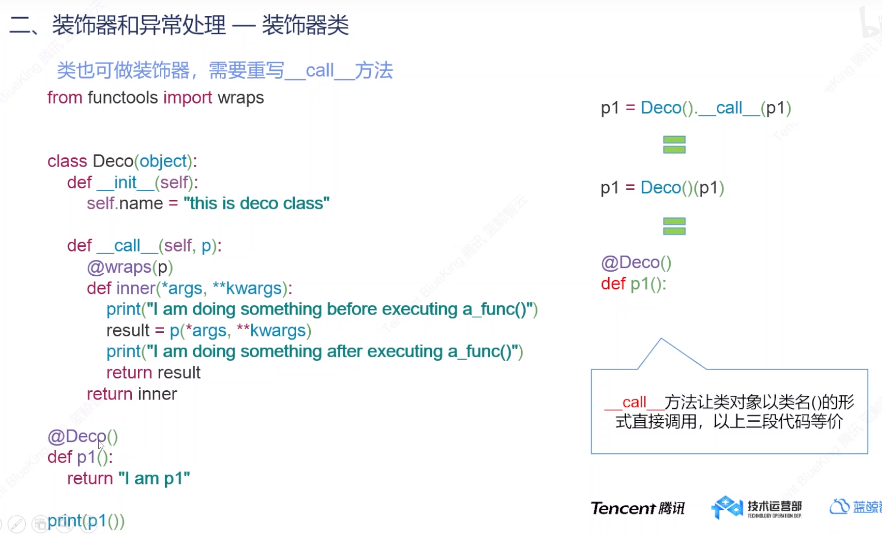 二、装饰器和异常处理 — 装饰器类
类也可做装饰器，需要重写__call__方法
from functools import wraps
class Deco(object):
def __init__(self):
self.name = "this is deco class"
def __call__(self, p):
@wraps(p)
def inner(*args, **kwargs):
print("I am doing something before executing a_func()")
result = p(*args, **kwargs)
print("I am doing something after executing a_func()")
return result
return inner
@Deco()
def p1():
return "I am p1"
print(p1())
p1 = Deco().__call__(p1)
p1 = Deco()(p1)
@Deco()
def p1():
__call__方法让类对象以类名()的形
式直接调用，以上三段代码等价
Tencent 腾讯
技术运营部
TECHNOLOGY OPERATION DEP
蓝鲸